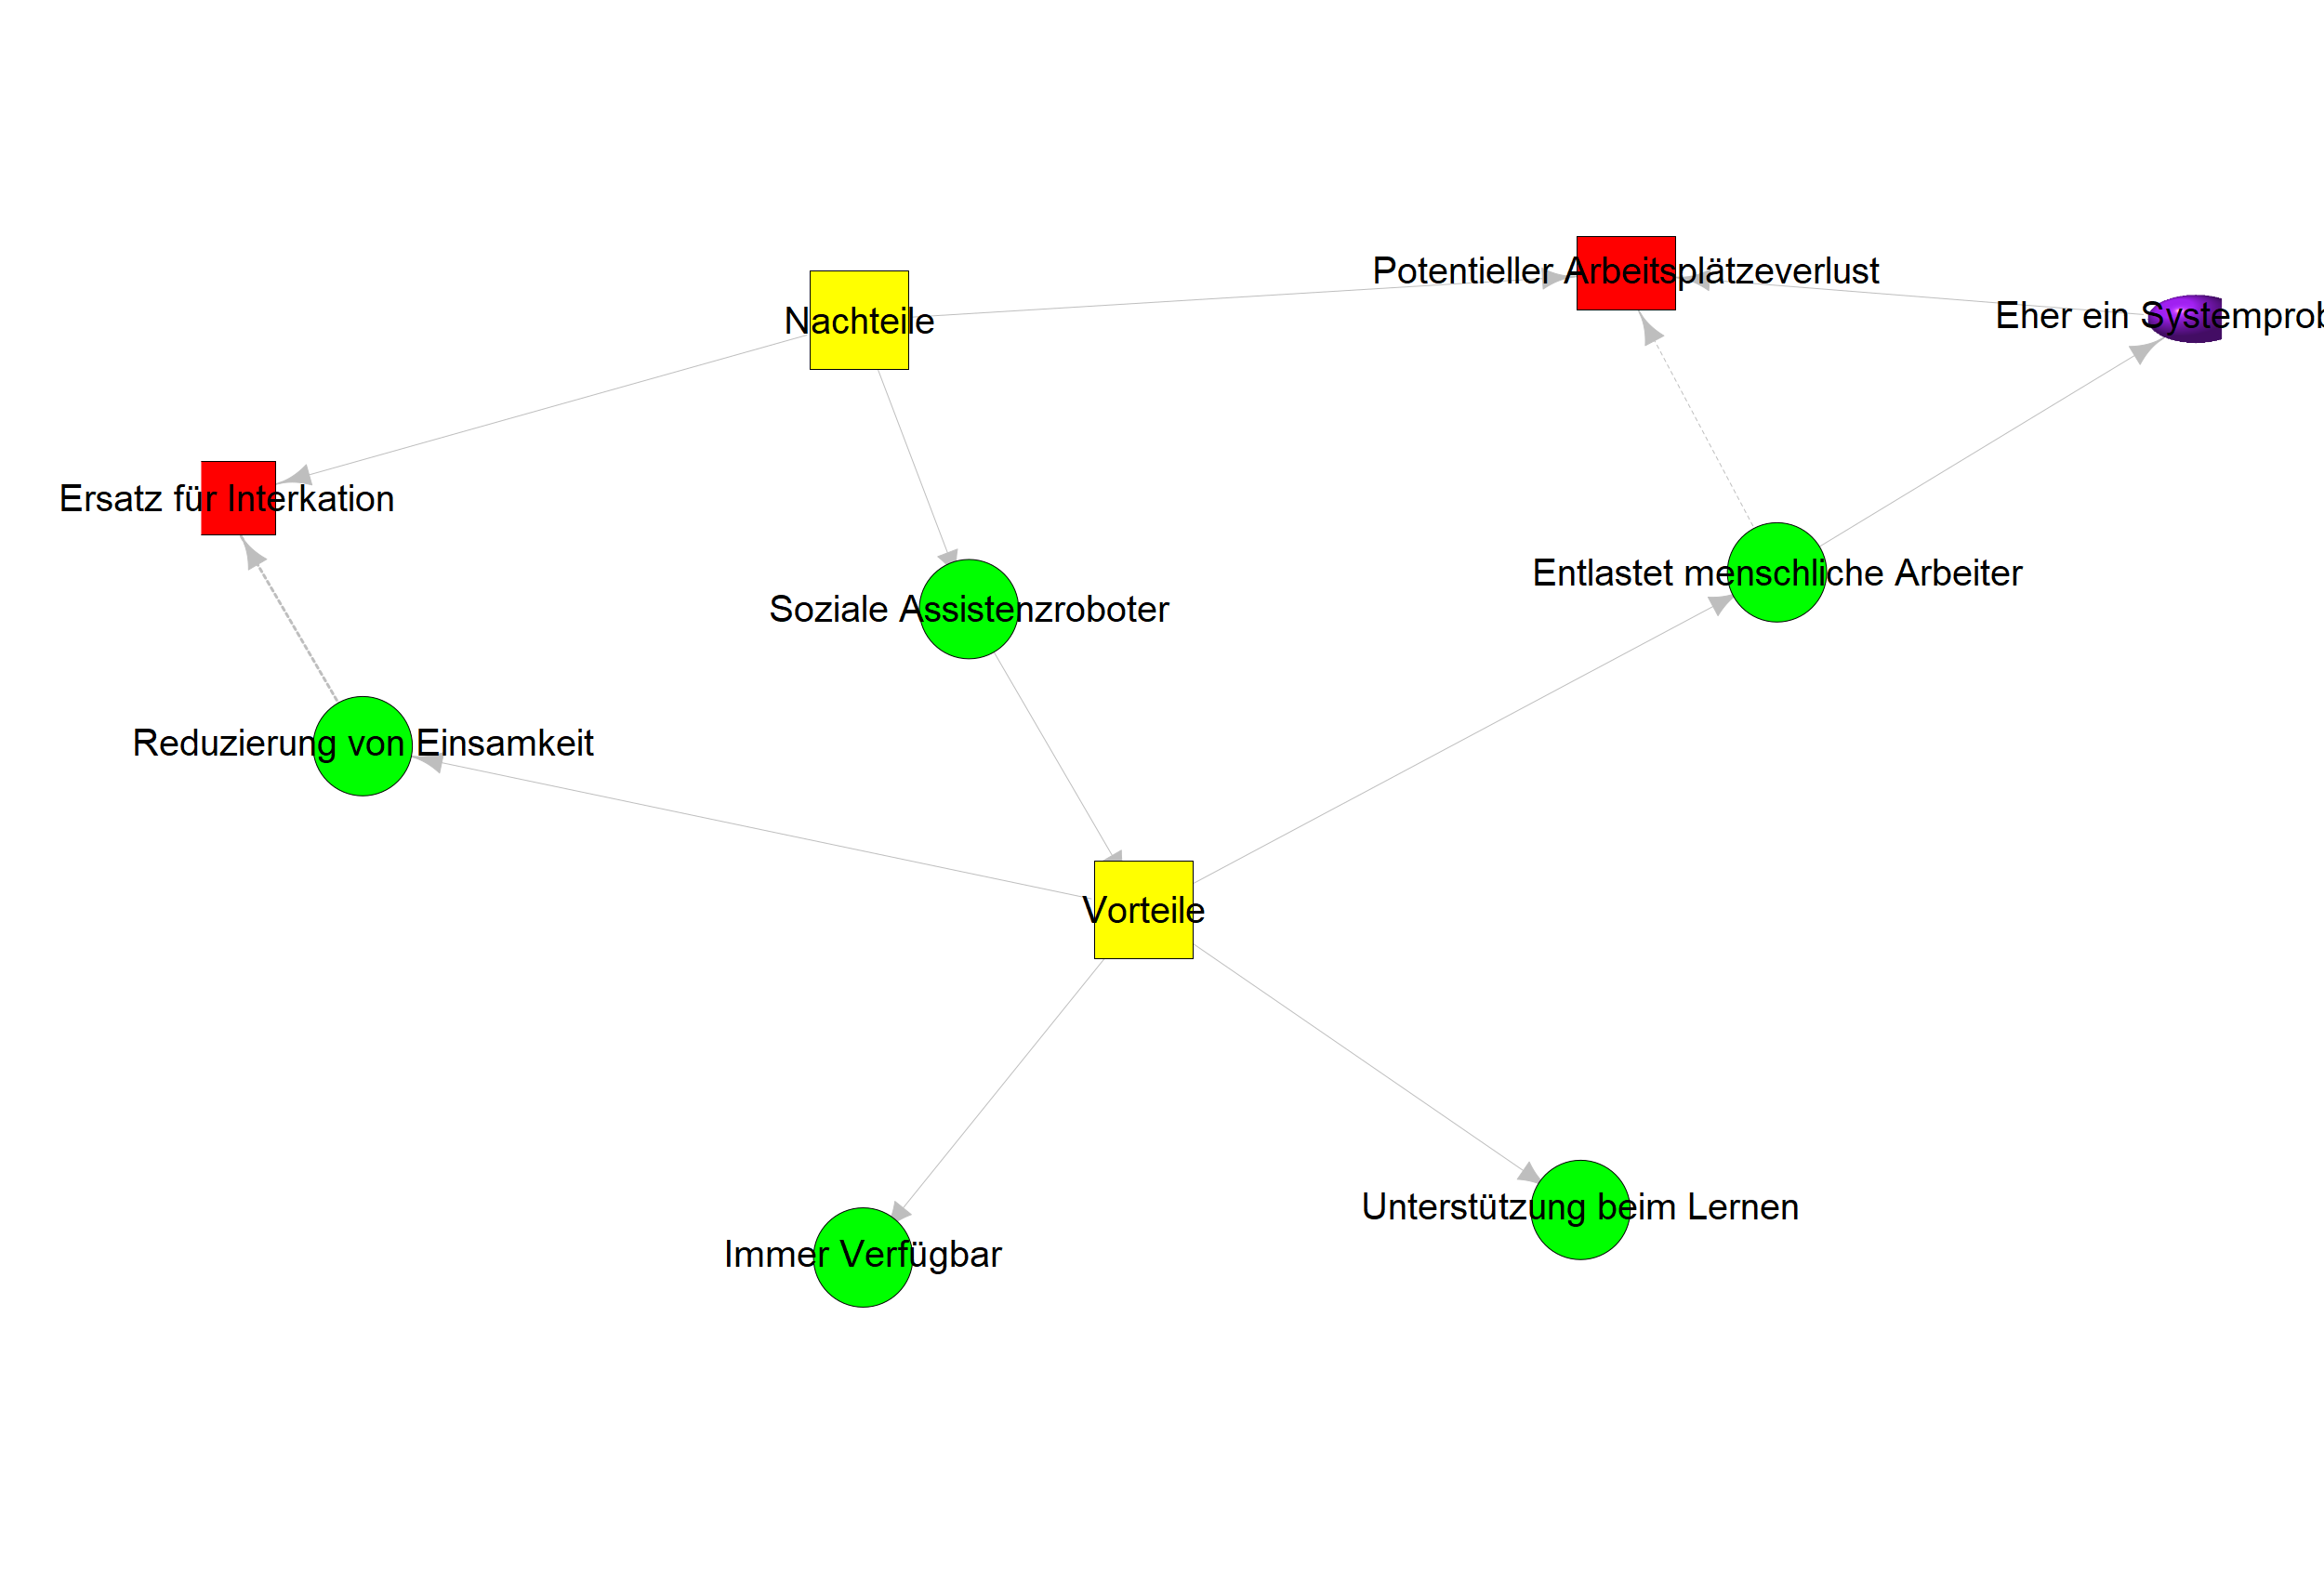 Potentieller Arbeitsplätzeverlust
Nachteile
Eher ein Systemprob
Ersatz für Interkation
Entlastet menschliche Arbeiter
Soziale Assistenzroboter
Reduzierung von Einsamkeit
Vorteile
Unterstützung beim Lernen
Immer Verfügbar